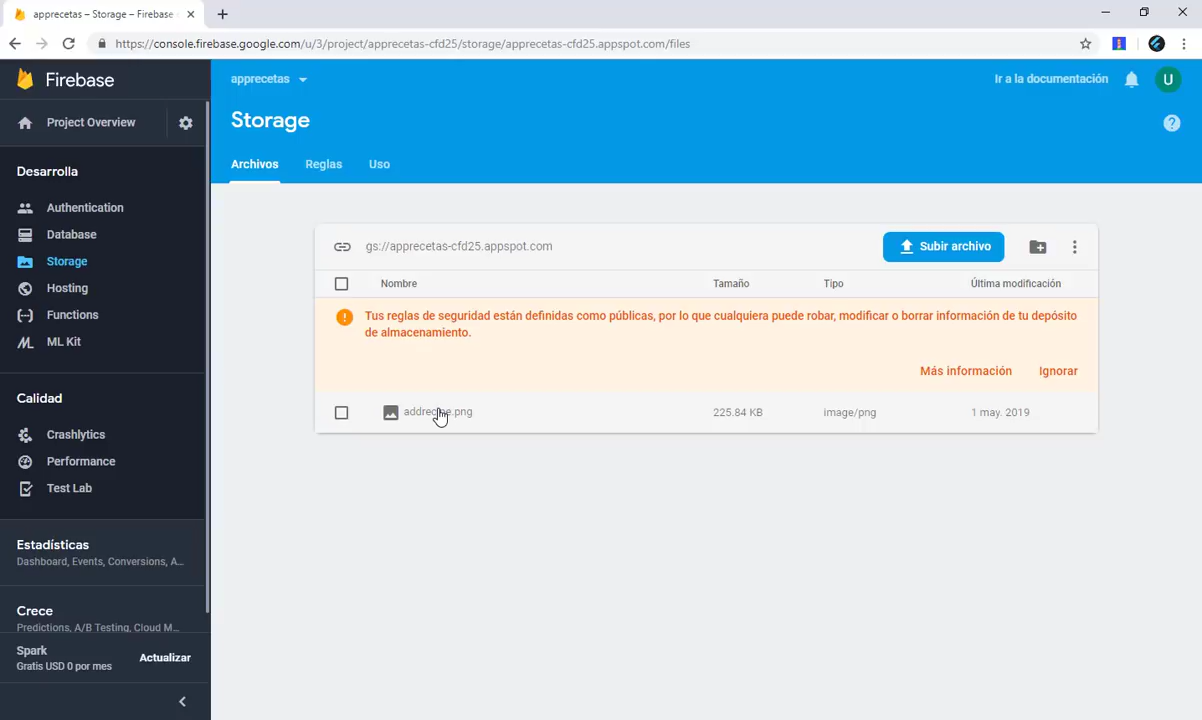 apprecetas – Storage – Firebase
https://console.firebase.google.com/u/3/project/apprecetas-cfd25/storage/apprecetas-cfd25.appspot.com/files
Firebase
apprecetas
Ir a la documentación
U
Project Overview
Storage
Archivos
Reglas
Uso
Desarrolla
Authentication
Database
Storage
Hosting
Functions
ML Kit
gs://apprecetas-cfd25.appspot.com
Subir archivo
Nombre
Tamaño
Tipo
Última modificación
Tus reglas de seguridad están definidas como públicas, por lo que cualquiera puede robar, modificar o borrar información de tu depósito
de almacenamiento.
Más información
Ignorar
225.84 KB
image/png
1 may. 2019
Calidad
Crashlytics
Performance
Test Lab
Estadísticas
Dashboard, Events, Conversions, A...
Crece
Predictions, A/B Testing, Cloud M...
Spark
Gratis USD 0 por mes
Actualizar